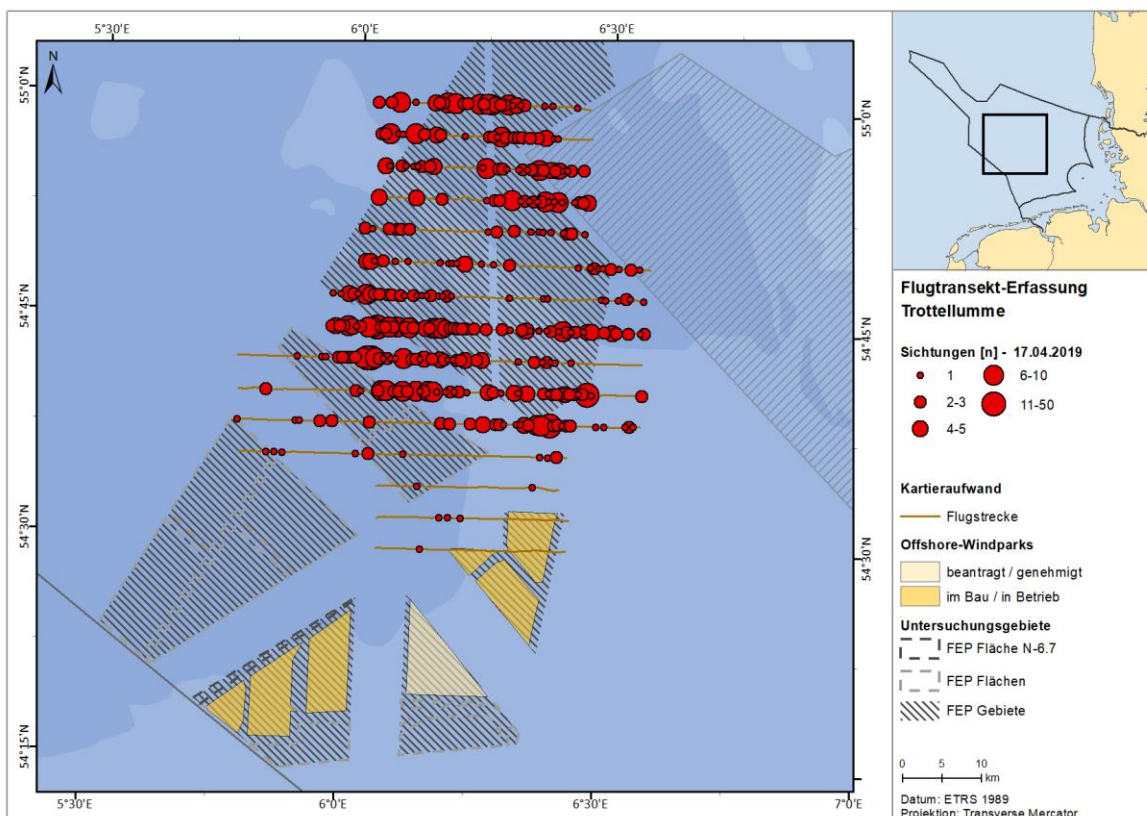 5°30'E
6°0'E
6°30'E
N
55°0'N
54°45'N
54°30'N
54°15'N
55°0'N
54°45'N
54°30'N
5°30'E
6°0'E
6°30'E
7°0'E
Flugtransekt-Erfassung
Trottellumme
Sichtungen [n] - 17.04.2019
1
6-10
2-3
11-50
4-5
Kartieraufwand
Flugstrecke
Offshore-Windparks
beantragt / genehmigt
im Bau / in Betrieb
Untersuchungsgebiete
FEP Fläche N-6.7
FEP Flächen
FEP Gebiete
0 5 10
km
Datum: ETRS 1989
Projektion: Transverse Mercator